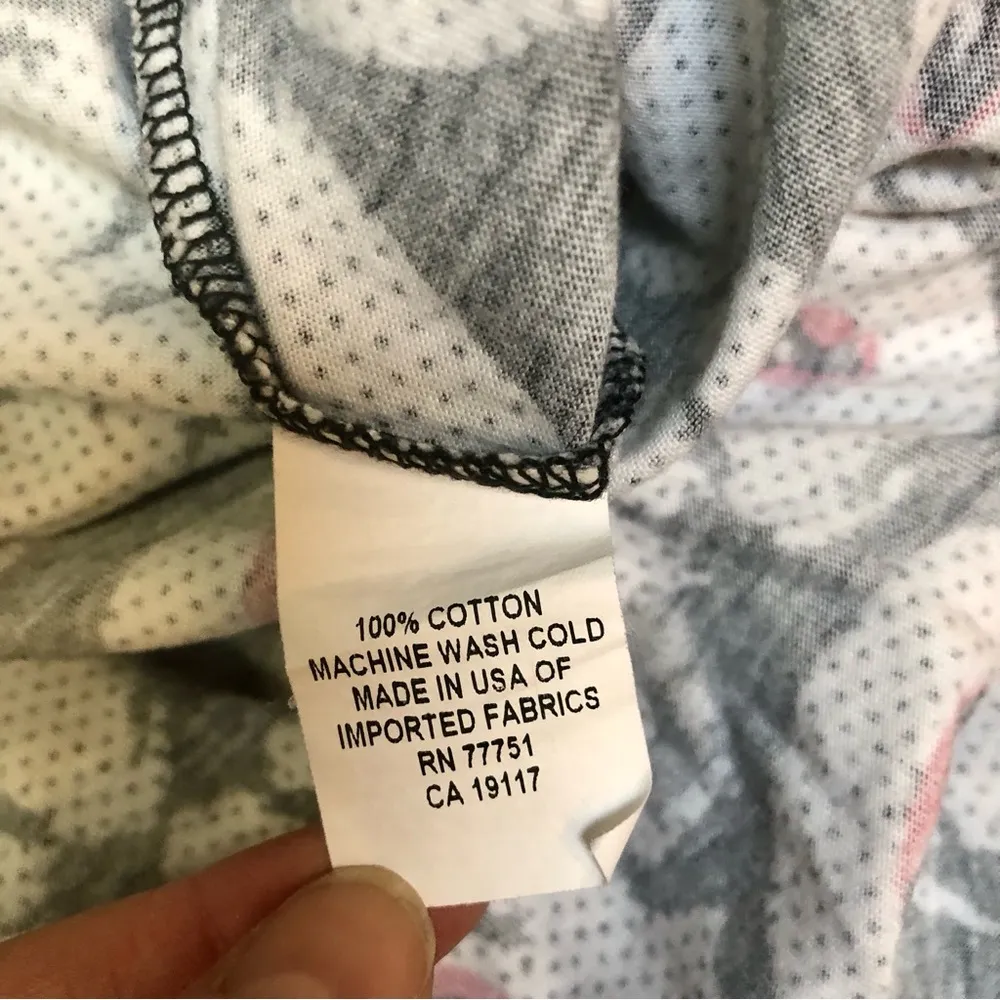 100% COTTON
MACHINE WASH COLD
MADE IN USA OF
IMPORTED FABRICS
RN 77751
CA 19117